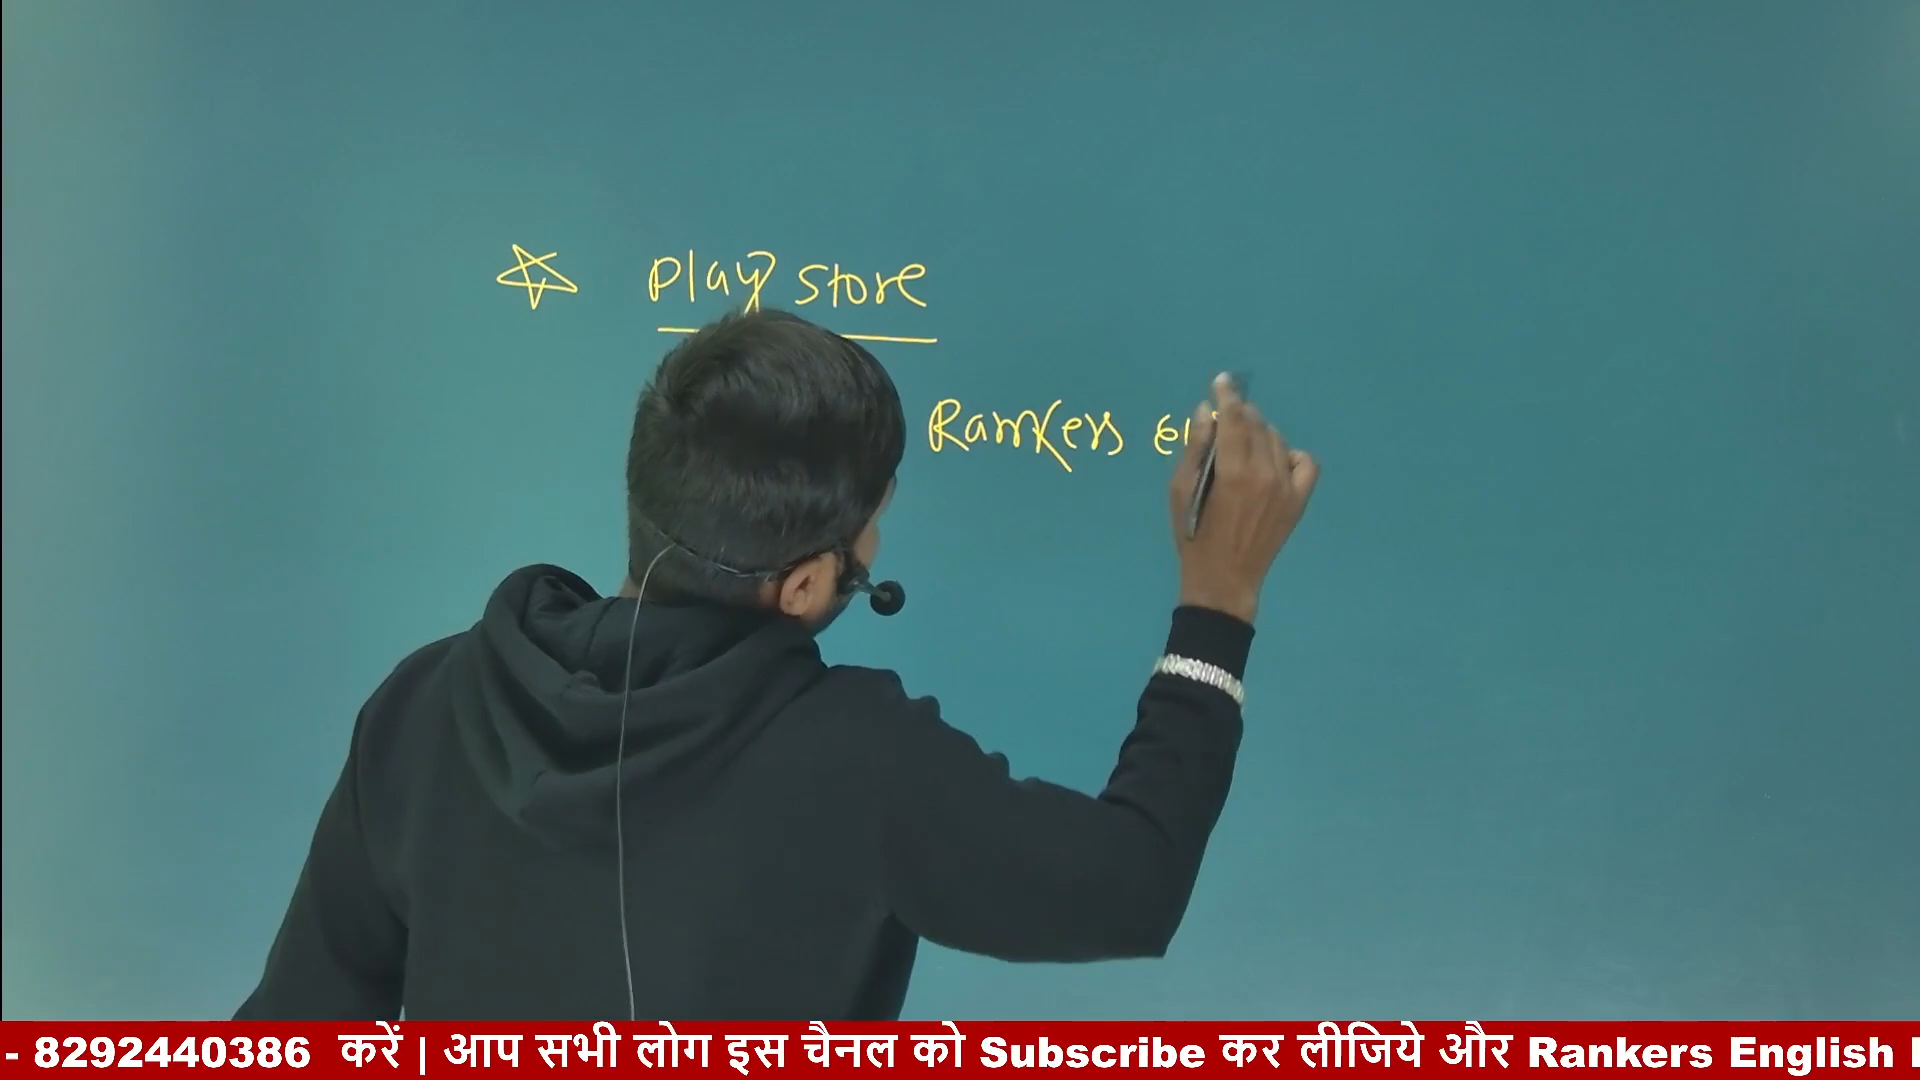 Play store
Rankers
- 8292440386 करें | आप सभी लोग इस चैनल को Subscribe कर लीजिये और Rankers English